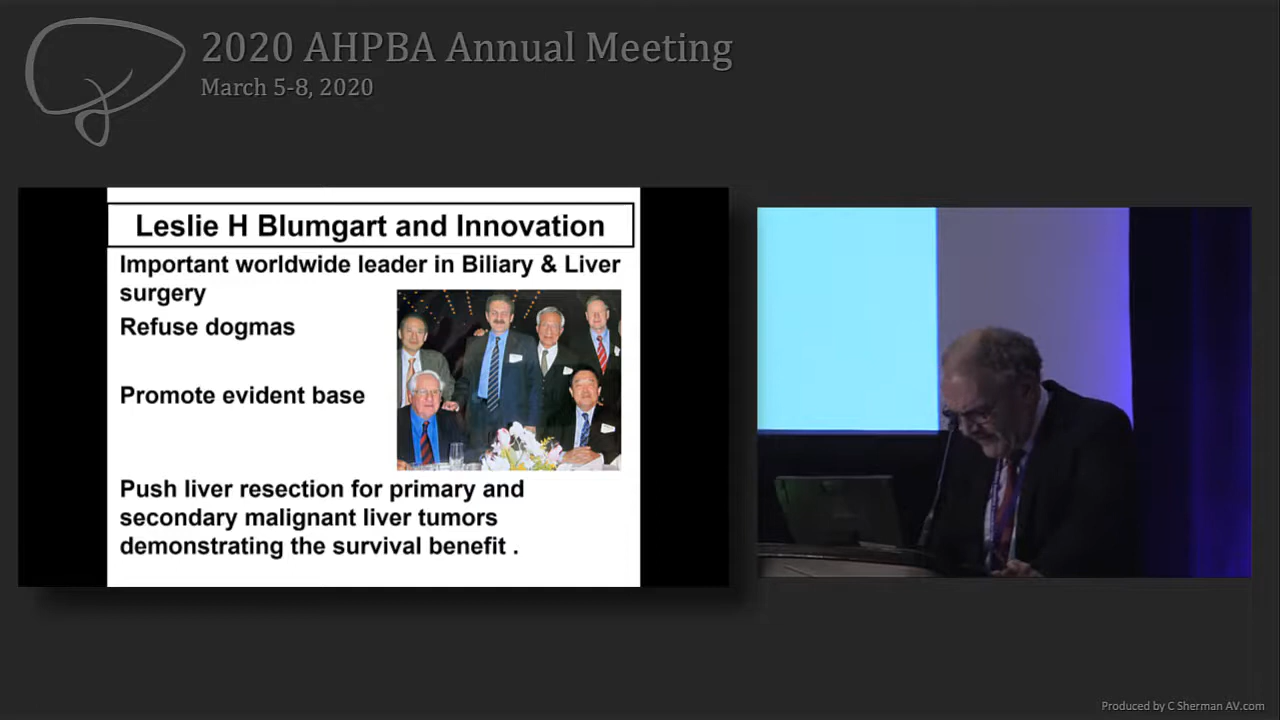 2020 AHPBA Annual Meeting
March 5-8, 2020
Leslie H Blumgart and Innovation
Important worldwide leader in Biliary & Liver
surgery
Refuse dogmas
Promote evident base
Push liver resection for primary and
secondary malignant liver tumors
demonstrating the survival benefit .
Produced by C Sherman AV.com